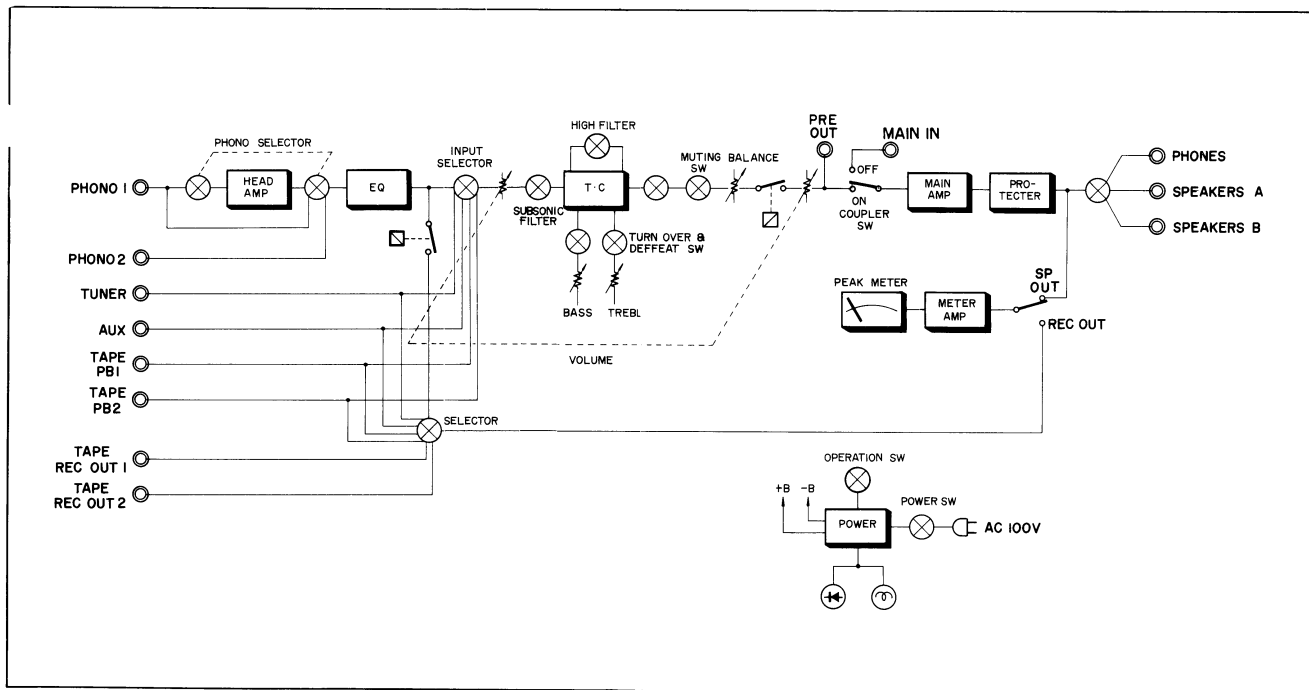 PHONO SELECTOR
PHONO 1
HEAD
AMP
EQ
INPUT
SELECTOR
HIGH FILTER
T·C
SUBSONIC
FILTER
TURN OVER &
DEFFEAT SW
BASS
TREBL
MUTING
SW
BALANCE
PRE
OUT
MAIN IN
OFF
ON
COUPLER
SW
MAIN
AMP
PRO-
TECTER
PHONES
SPEAKERS A
SPEAKERS B
PHONO 2
TUNER
AUX
TAPE
PB1
TAPE
PB2
VOLUME
PEAK METER
METER
AMP
SP
OUT
REC OUT
SELECTOR
TAPE
REC OUT 1
TAPE
REC OUT 2
OPERATION SW
+B
-B
POWER
POWER SW
AC 100V